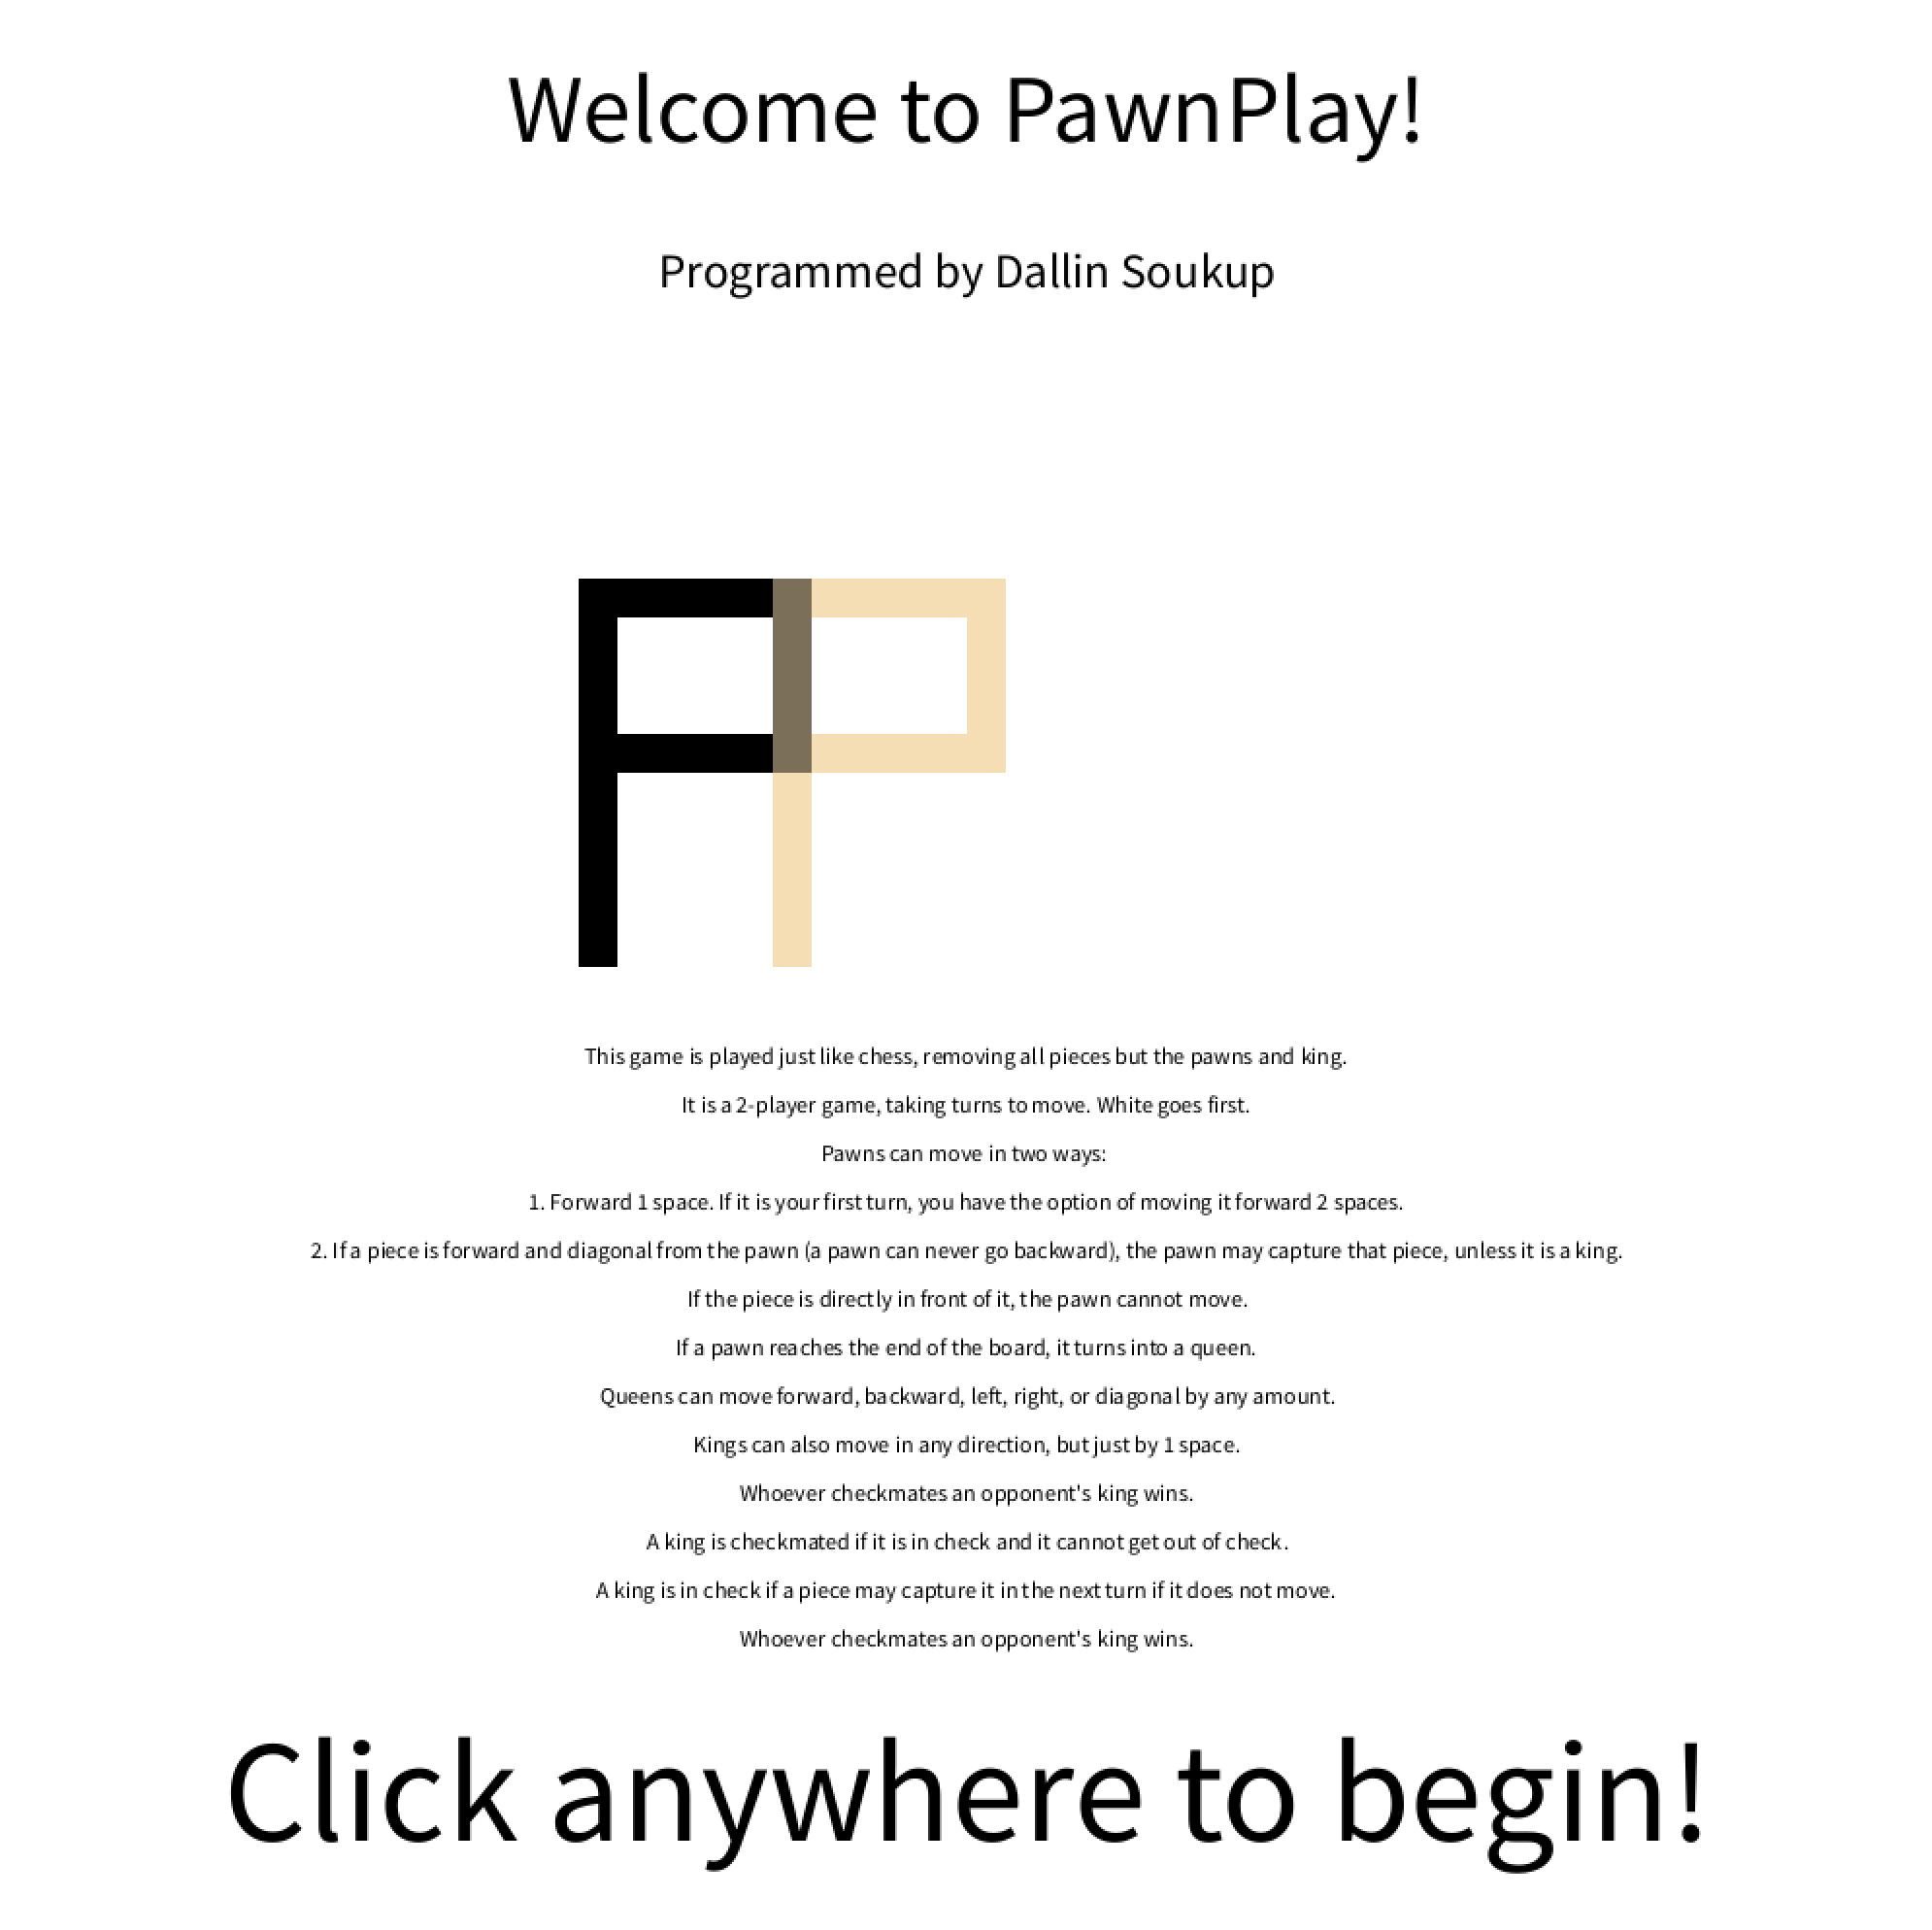 Welcome to PawnPlay!
Programmed by Dallin Soukup
PP
This game is played just like chess, removing all pieces but the pawns and king.
It is a 2-player game, taking turns to move. White goes first.
Pawns can move in two ways:
1. Forward 1 space. If it is your first turn, you have the option of moving it forward 2 spaces.
2. If a piece is forward and diagonal from the pawn (a pawn can never go backward), the pawn may capture that piece, unless it is a king.
If the piece is directly in front of it, the pawn cannot move.
If a pawn reaches the end of the board, it turns into a queen.
Queens can move forward, backward, left, right, or diagonal by any amount.
Kings can also move in any direction, but just by 1 space.
Whoever checkmates an opponent's king wins.
A king is checkmated if it is in check and it cannot get out of check.
A king is in check if a piece may capture it in the next turn if it does not move.
Whoever checkmates an opponent's king wins.
Click anywhere to begin!